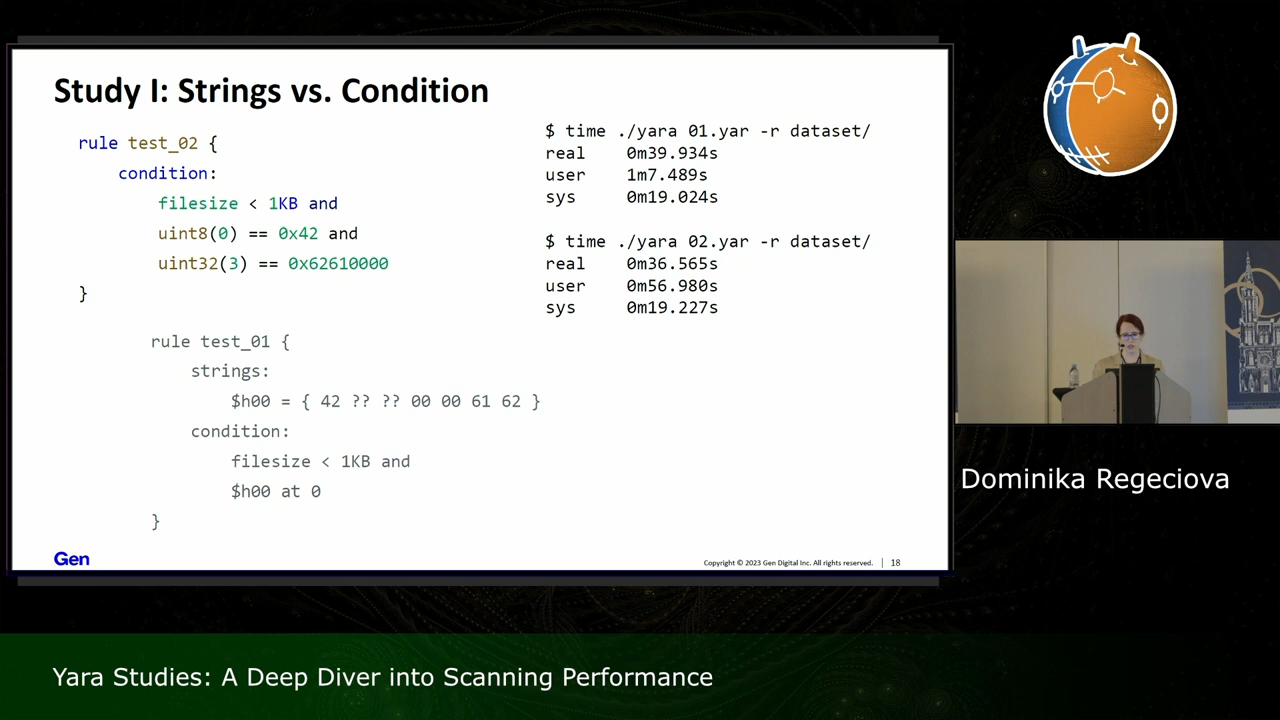 Study I: Strings vs. Condition
rule test_02 {
condition:
filesize < 1KB and
uint8(0) == 0x42 and
uint32(3) == 0x62610000
}
rule test_01 {
strings:
$h00 = { 42 ?? ?? 00 00 61 62 }
condition:
filesize < 1KB and
$h00 at 0
}
$ time ./yara 01.yar -r dataset/
real 0m39.934s
user 1m7.489s
sys 0m19.024s
$ time ./yara 02.yar -r dataset/
real 0m36.565s
user 0m56.980s
sys 0m19.227s
Gen
Copyright © 2023 Gen Digital Inc. All rights reserved. | 18
Dominika Regeciova
Yara Studies: A Deep Diver into Scanning Performance